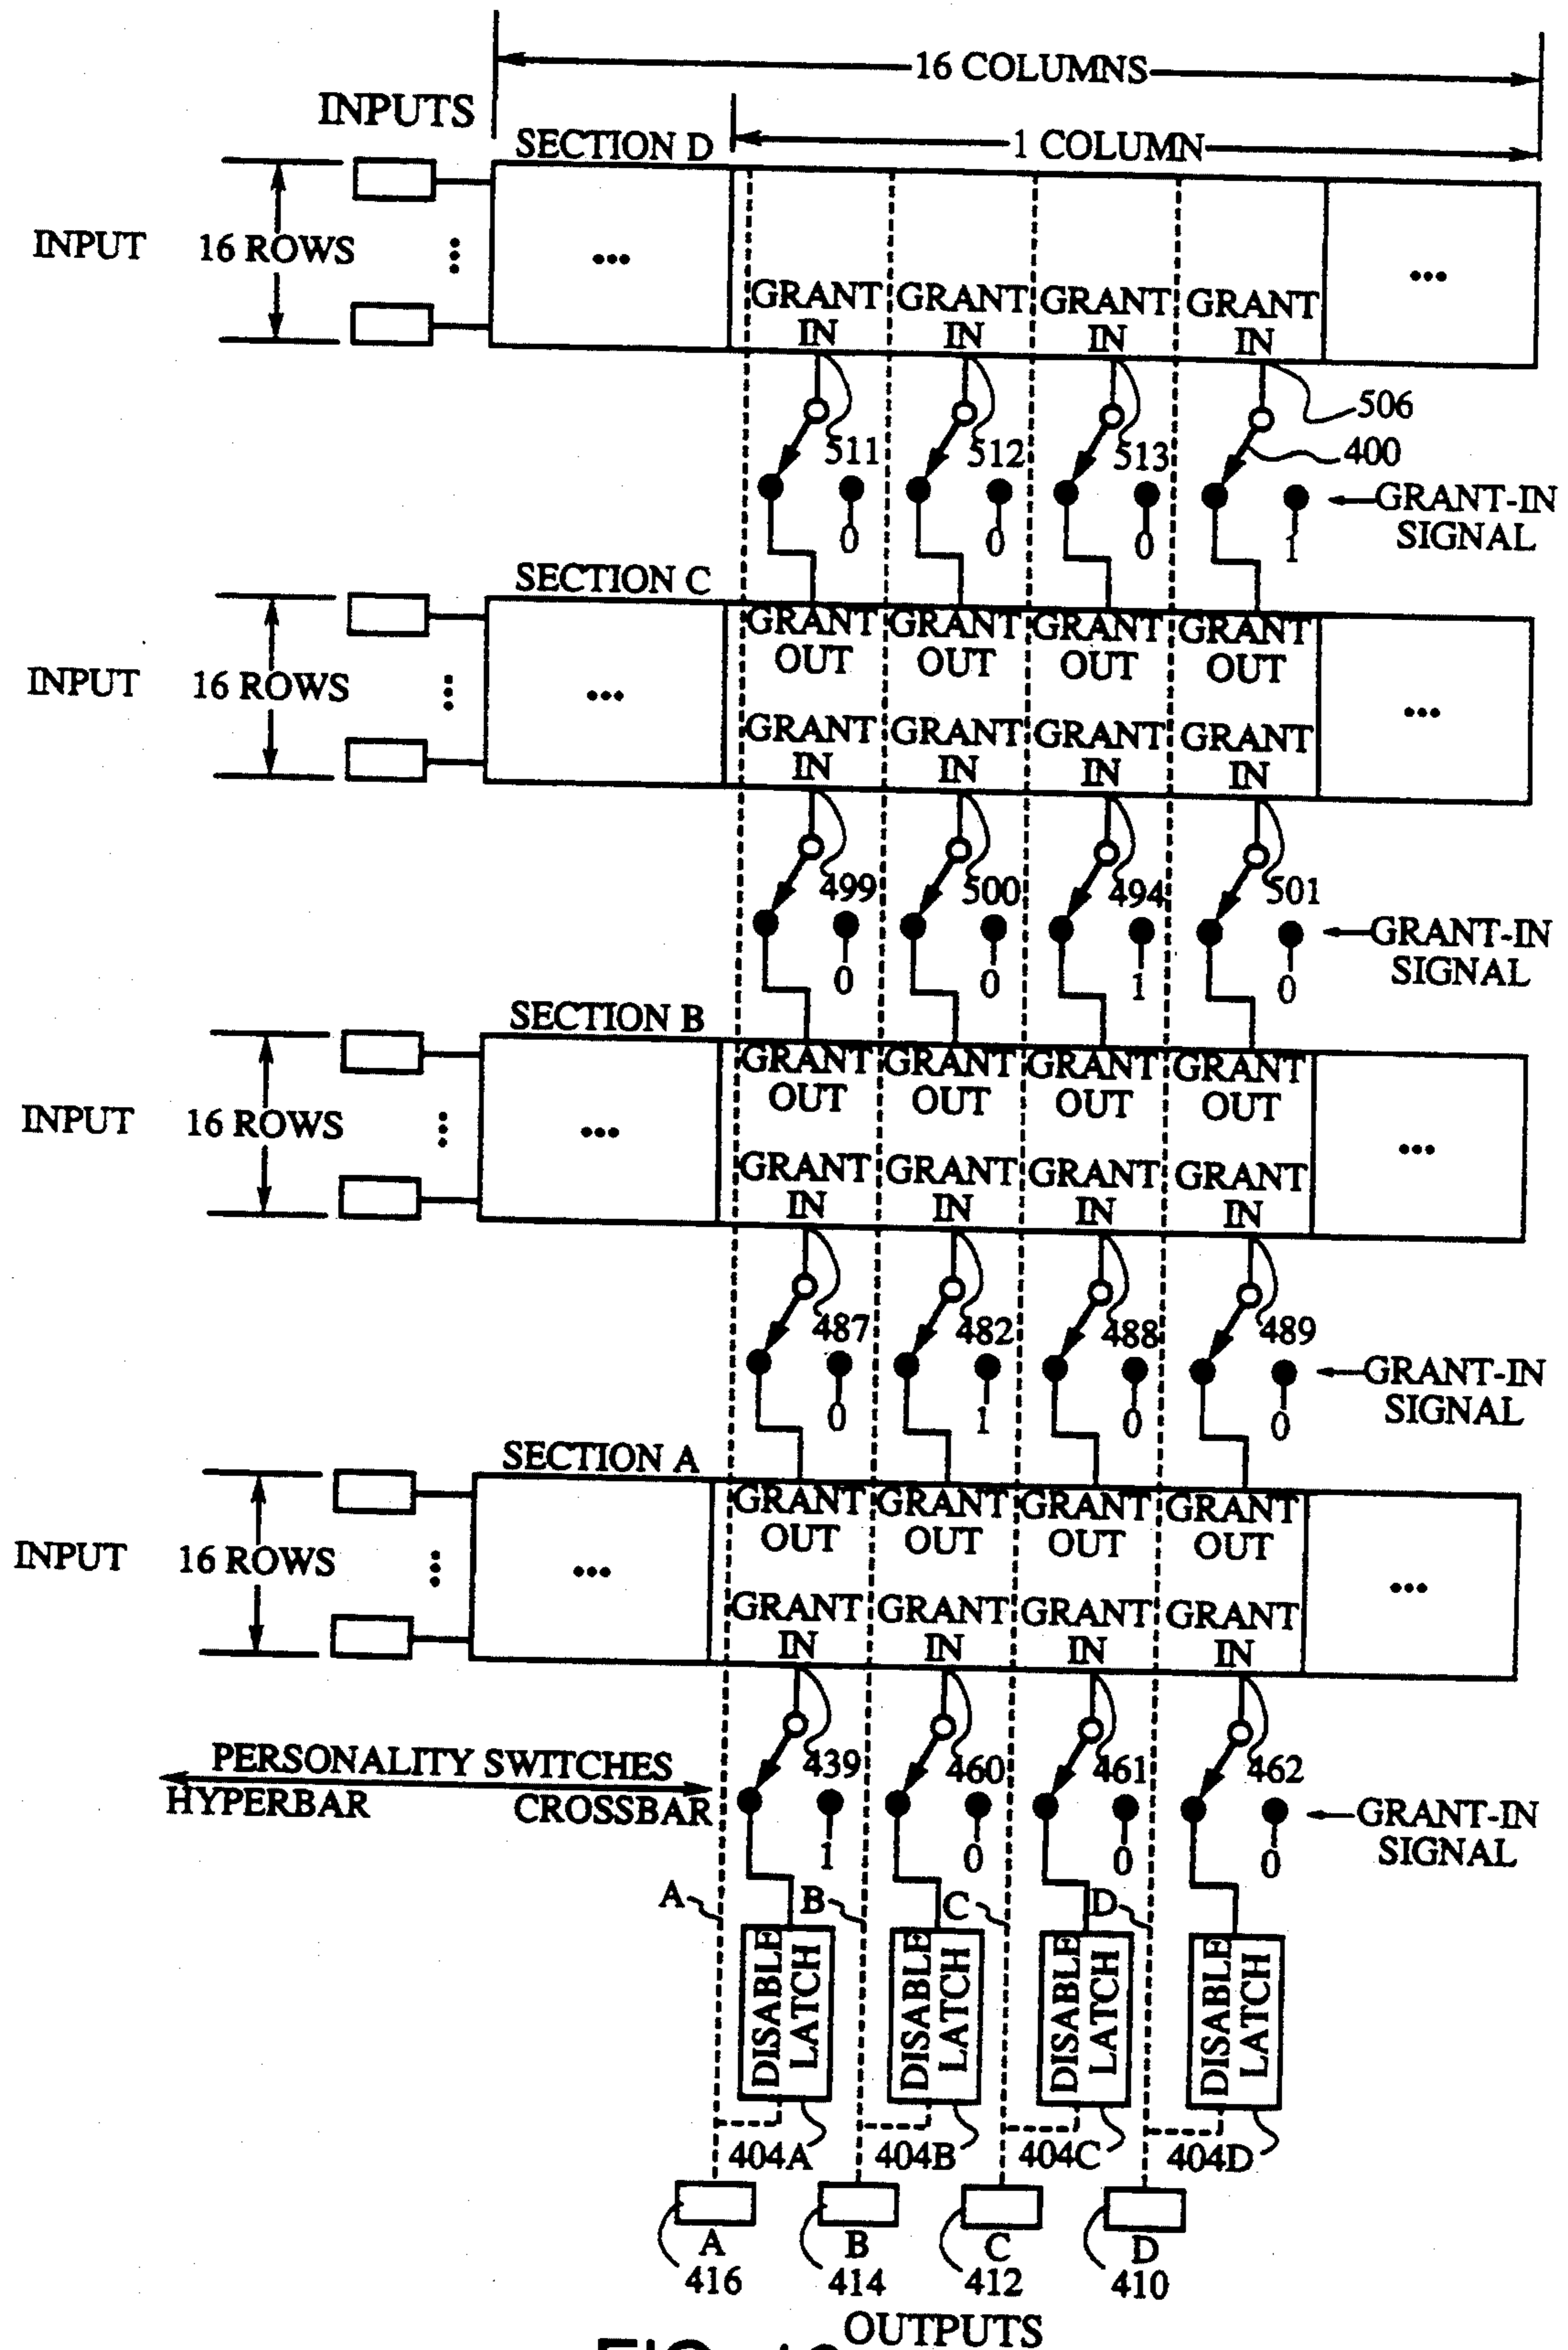 16 COLUMNS
INPUTS
SECTION D
1 COLUMN
INPUT
16 ROWS
... ...
GRANT GRANT GRANT GRANT
IN IN IN IN
506
511 512 513 400
GRANT-IN
SIGNAL
0 0 0 1
SECTION C
GRANT GRANT GRANT GRANT
OUT OUT OUT OUT
INPUT
16 ROWS
... ...
GRANT GRANT GRANT GRANT
IN IN IN IN
499 500 494 501
GRANT-IN
SIGNAL
0 0 1 0
SECTION B
GRANT GRANT GRANT GRANT
OUT OUT OUT OUT
INPUT
16 ROWS
... ...
GRANT GRANT GRANT GRANT
IN IN IN IN
487 482 488 489
GRANT-IN
SIGNAL
0 1 0 0
SECTION A
GRANT GRANT GRANT GRANT
OUT OUT OUT OUT
INPUT
16 ROWS
... ...
GRANT GRANT GRANT GRANT
IN IN IN IN
PERSONALITY SWITCHES
439 460 461 462
HYPERBAR CROSSBAR
GRANT-IN
SIGNAL
1 0 0 0
A B C D
DISABLE
LATCH
DISABLE
LATCH
DISABLE
LATCH
DISABLE
LATCH
404A 404B 404C 404D
A B C D
416 414 412 410
OUTPUTS